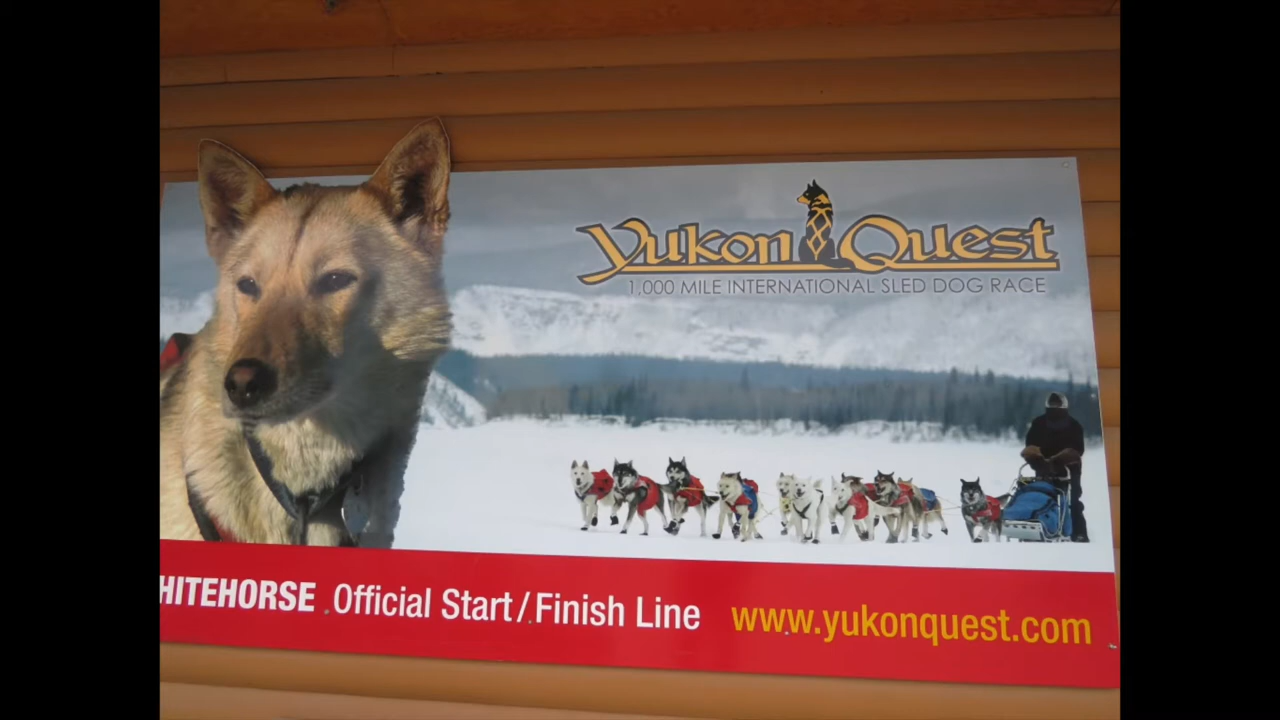 Yukon Quest
1,000 MILE INTERNATIONAL SLED DOG RACE
HITEHORSE Official Start/Finish Line www.yukonquest.com